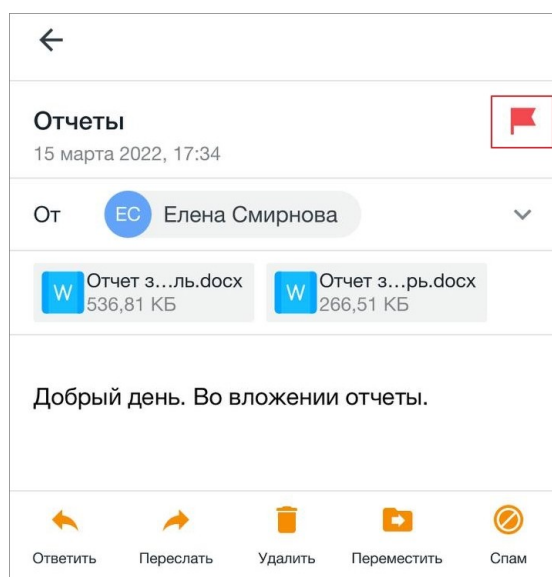 Отчеты
15 марта 2022, 17:34
От ЕС Елена Смирнова
W Отчет з...ль.docx W Отчет з...рь.docx
536,81 КБ 266,51 КБ
Добрый день. Во вложении отчеты.
Ответить Переслать Удалить Переместить Спам